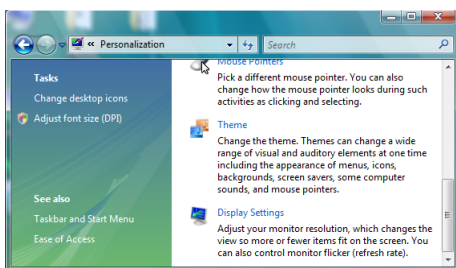 « Personalization
Search
Tasks
Change desktop icons
Adjust font size (DPI)
See also
Taskbar and Start Menu
Ease of Access
Mouse Pointers
Pick a different mouse pointer. You can also
change how the mouse pointer looks during such
activities as clicking and selecting.
Theme
Change the theme. Themes can change a wide
range of visual and auditory elements at one time
including the appearance of menus, icons,
backgrounds, screen savers, some computer
sounds, and mouse pointers.
Display Settings
Adjust your monitor resolution, which changes the
view so more or fewer items fit on the screen. You
can also control monitor flicker (refresh rate).